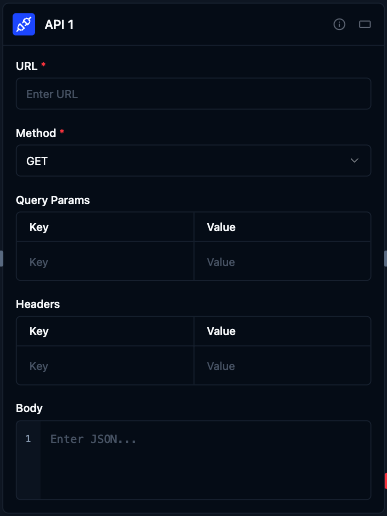 API 1
URL *
Enter URL
Method *
GET
Query Params
Key Value
Key Value
Headers
Key Value
Key Value
Body
1 Enter JSON...